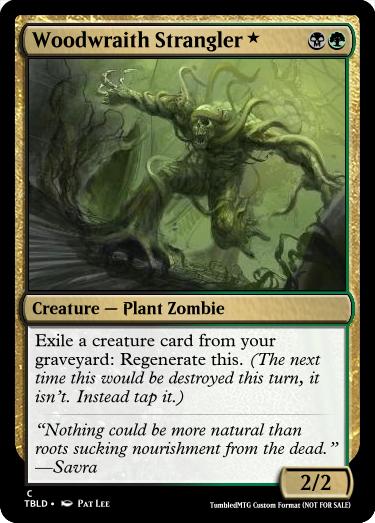 Woodwraith Strangler ★
Creature — Plant Zombie
Exile a creature card from your
graveyard: Regenerate this. (The next
time this would be destroyed this turn, it
isn't. Instead tap it.)
“Nothing could be more natural than
roots sucking nourishment from the dead.”
—Savra
2/2
C
TBLD • Pat Lee
TumbledMTG Custom Format (NOT FOR SALE)